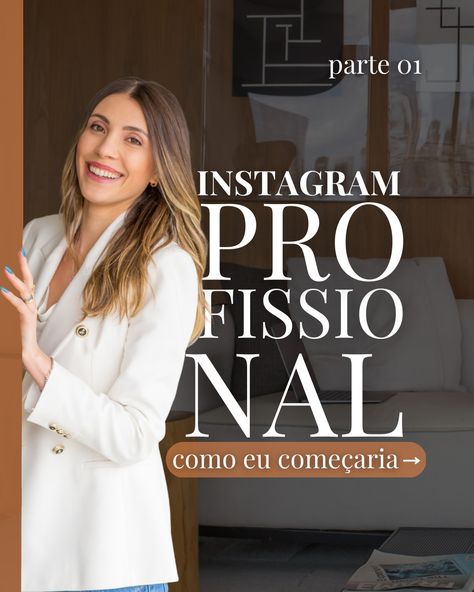 parte 01
INSTAGRAM
PRO
FISSIO
NAL
como eu começaria→